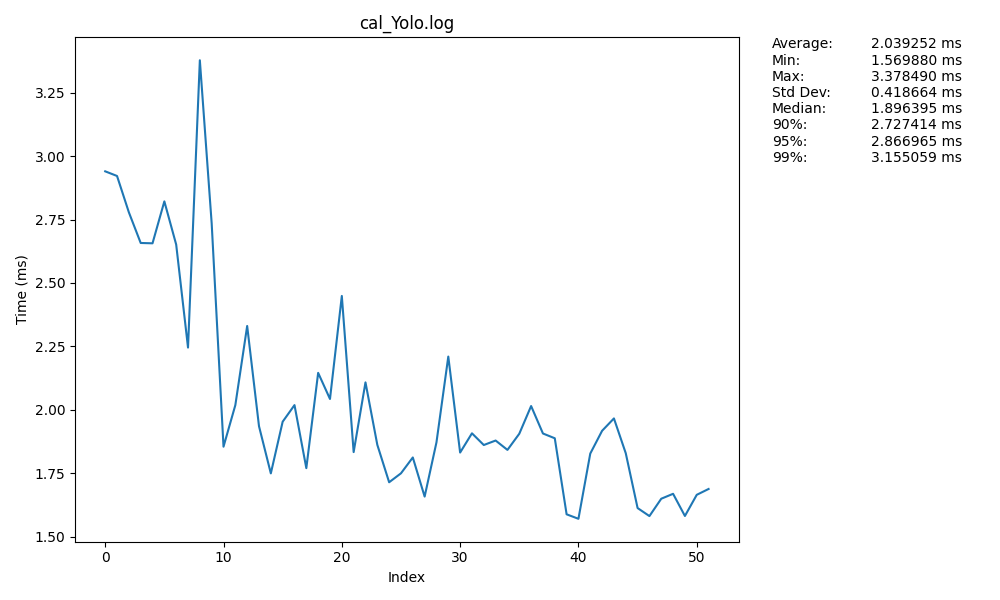 cal_Yolo.log
Average: 2.039252 ms
Min: 1.569880 ms
Max: 3.378490 ms
Std Dev: 0.418664 ms
Median: 1.896395 ms
90%: 2.727414 ms
95%: 2.866965 ms
99%: 3.155059 ms
Time (ms)
3.25
3.00
2.75
2.50
2.25
2.00
1.75
1.50
0 10 20 30 40 50
Index